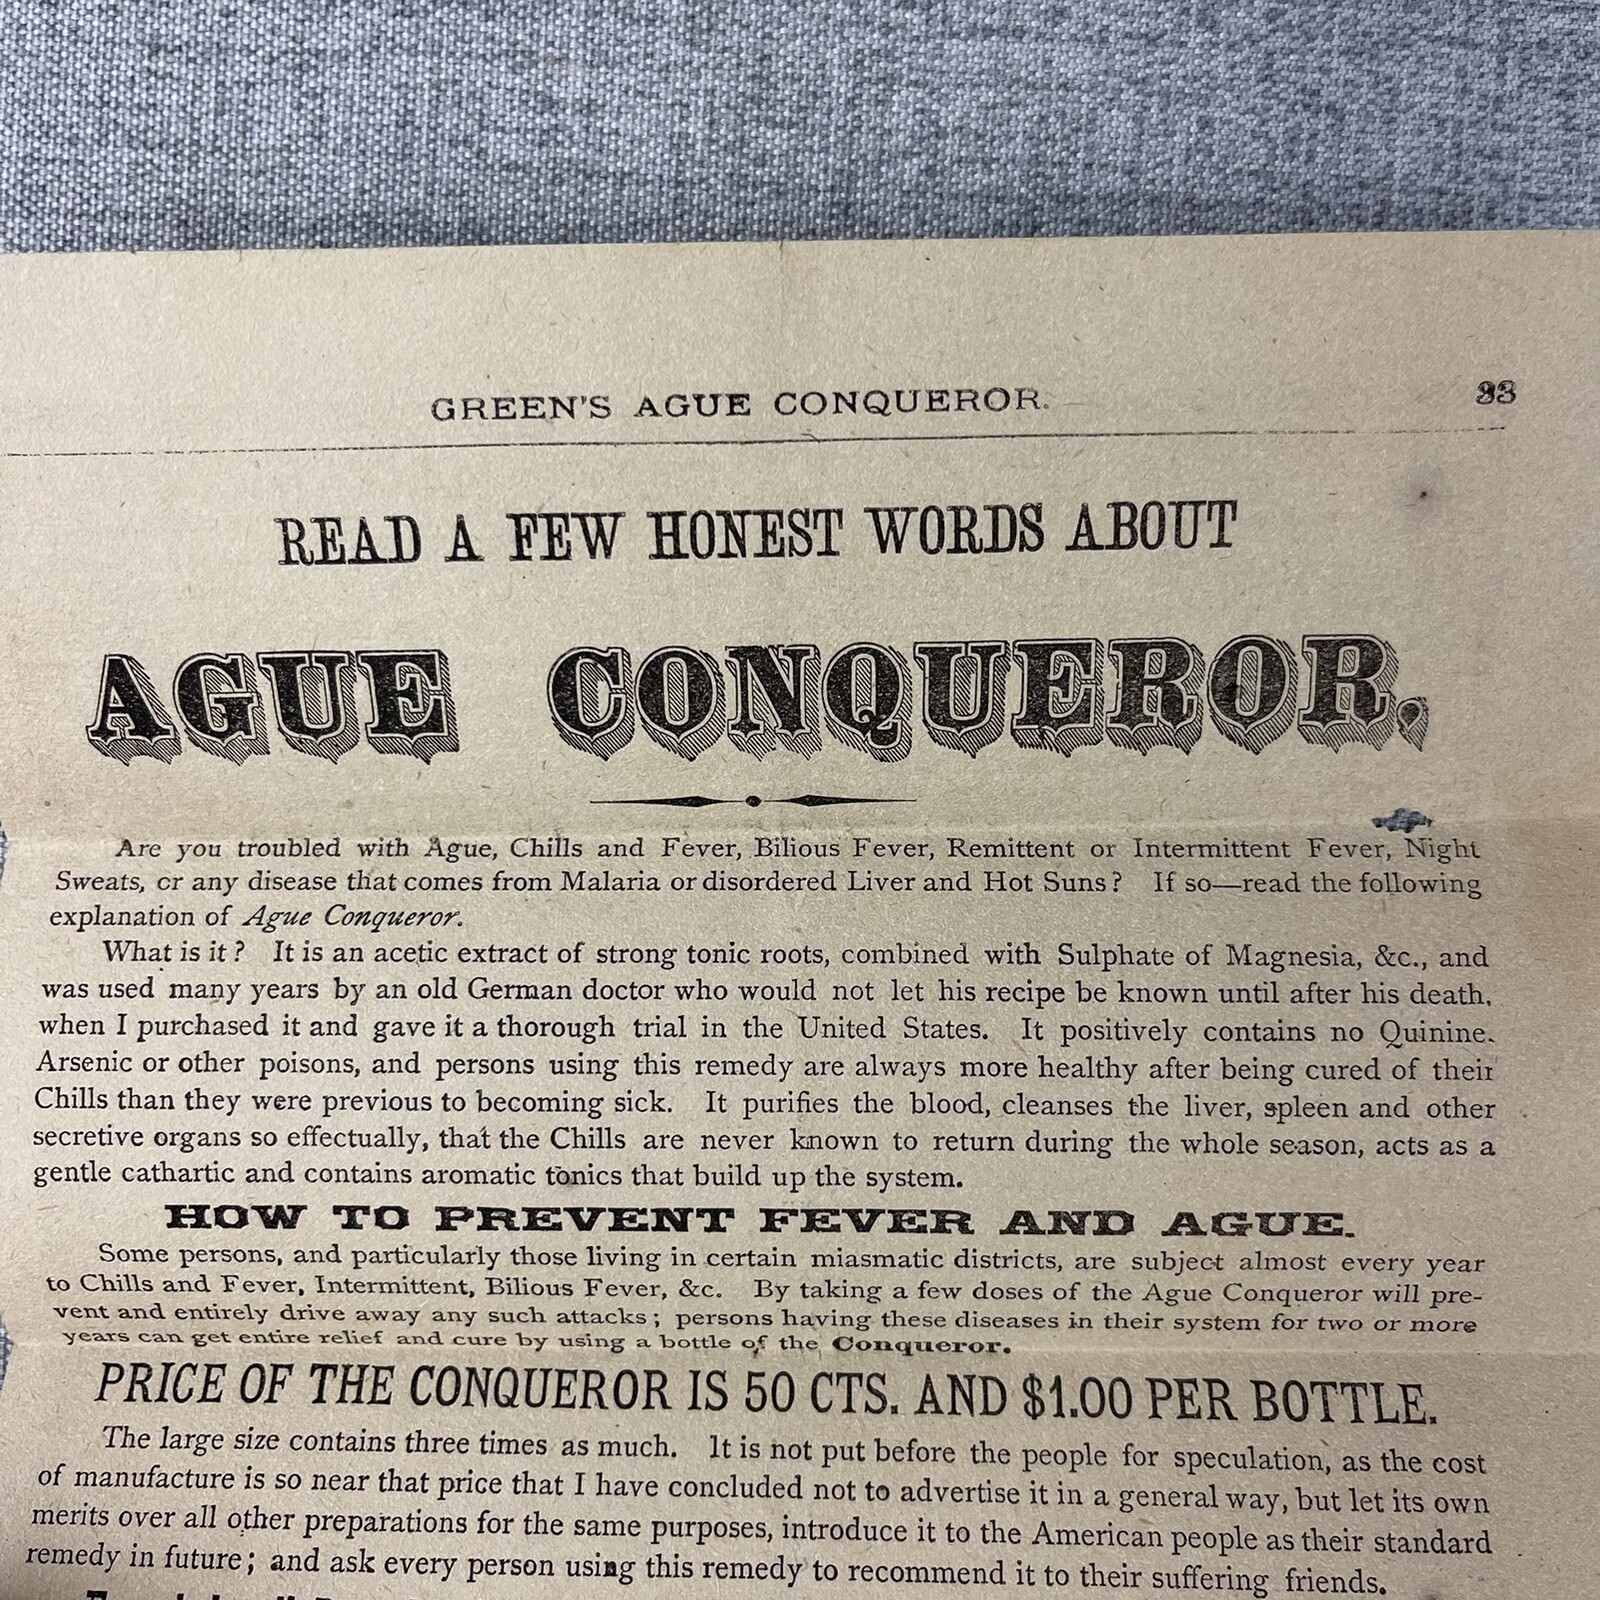 GREEN'S AGUE CONQUEROR.
33
READ A FEW HONEST WORDS ABOUT
AGUE CONQUEROR,
Are you troubled with Ague, Chills and Fever, Bilious Fever, Remittent or Intermittent Fever, Night
Sweats, or any disease that comes from Malaria or disordered Liver and Hot Suns? If so—read the following
explanation of Ague Conqueror.
What is it? It is an acetic extract of strong tonic roots, combined with Sulphate of Magnesia, &c., and
was used many years by an old German doctor who would not let his recipe be known until after his death,
when I purchased it and gave it a thorough trial in the United States. It positively contains no Quinine.
Arsenic or other poisons, and persons using this remedy are always more healthy after being cured of their
Chills than they were previous to becoming sick. It purifies the blood, cleanses the liver, spleen and other
secretive organs so effectually, that the Chills are never known to return during the whole season, acts as a
gentle cathartic and contains aromatic tonics that build up the system.
HOW TO PREVENT FEVER AND AGUE.
Some persons, and particularly those living in certain miasmatic districts, are subject almost every year
to Chills and Fever, Intermittent, Bilious Fever, &c. By taking a few doses of the Ague Conqueror will pre-
vent and entirely drive away any such attacks; persons having these diseases in their system for two or more
years can get entire relief and cure by using a bottle of the Conqueror.
PRICE OF THE CONQUEROR IS 50 CTS. AND $1.00 PER BOTTLE.
The large size contains three times as much. It is not put before the people for speculation, as the cost
of manufacture is so near that price that I have concluded not to advertise it in a general way, but let its own
merits over all other preparations for the same purposes, introduce it to the American people as their standard
remedy in future; and ask every person using this remedy to recommend it to their suffering friends.